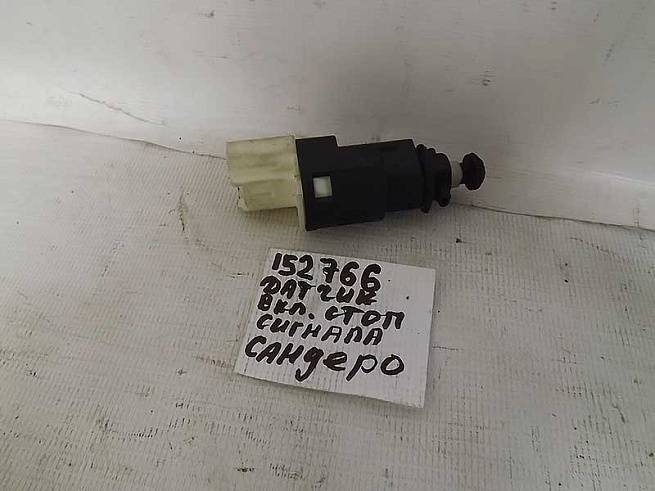 152766
ДАТЧИК
вкл. СТОП
СИГНАЛА
САНДЕРО